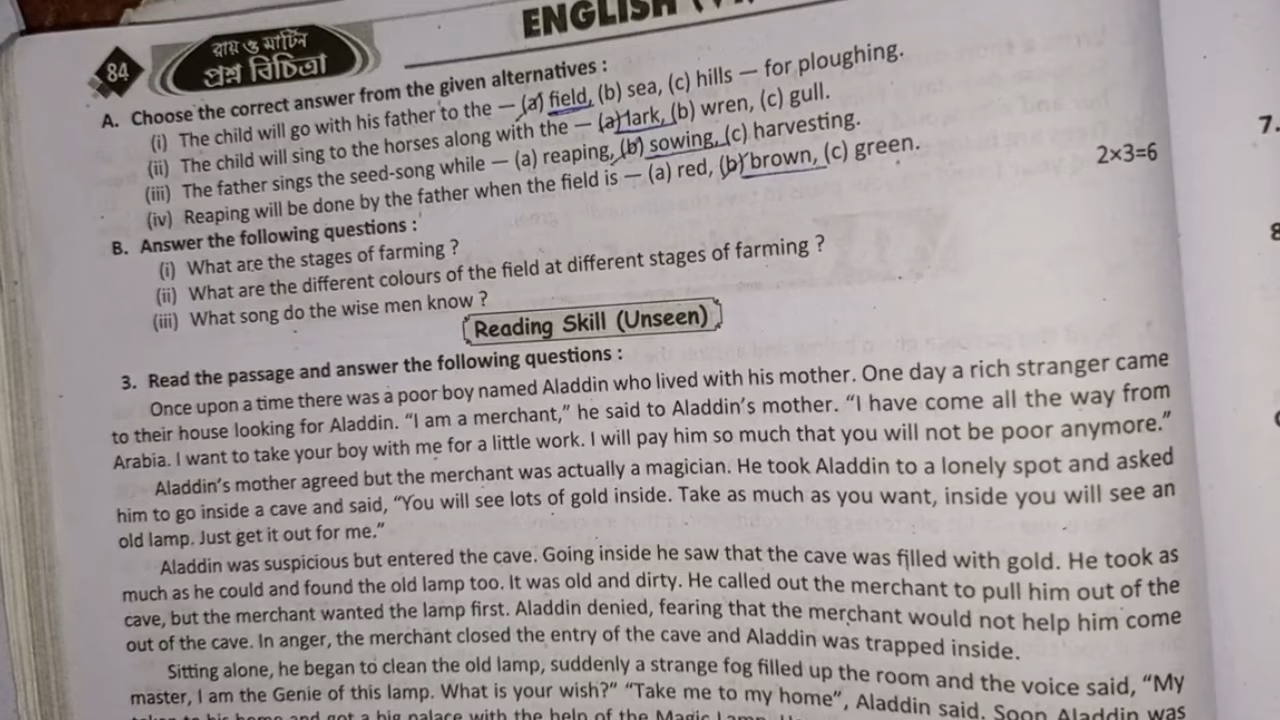 ENGLISH
84
রায় ও মার্টিন
প্রশ্ন বিচিত্রা
A. Choose the correct answer from the given alternatives :
(i) The child will go with his father to the — (a) field, (b) sea, (c) hills — for ploughing.
(ii) The child will sing to the horses along with the — (a) lark, (b) wren, (c) gull.
(iii) The father sings the seed-song while — (a) reaping, (b) sowing, (c) harvesting.
(iv) Reaping will be done by the father when the field is — (a) red, (b) brown, (c) green.
B. Answer the following questions :
2×3=6
(i) What are the stages of farming ?
(ii) What are the different colours of the field at different stages of farming ?
(iii) What song do the wise men know ?
Reading Skill (Unseen)
3. Read the passage and answer the following questions :
Once upon a time there was a poor boy named Aladdin who lived with his mother. One day a rich stranger came
to their house looking for Aladdin. “I am a merchant,” he said to Aladdin’s mother. “I have come all the way from
Arabia. I want to take your boy with me for a little work. I will pay him so much that you will not be poor anymore.”
Aladdin’s mother agreed but the merchant was actually a magician. He took Aladdin to a lonely spot and asked
him to go inside a cave and said, “You will see lots of gold inside. Take as much as you want, inside you will see an
old lamp. Just get it out for me.”
Aladdin was suspicious but entered the cave. Going inside he saw that the cave was filled with gold. He took as
much as he could and found the old lamp too. It was old and dirty. He called out the merchant to pull him out of the
cave, but the merchant wanted the lamp first. Aladdin denied, fearing that the merchant would not help him come
out of the cave. In anger, the merchant closed the entry of the cave and Aladdin was trapped inside.
Sitting alone, he began to clean the old lamp, suddenly a strange fog filled up the room and the voice said, “My
master, I am the Genie of this lamp. What is your wish?” “Take me to my home”, Aladdin said. Soon Aladdin was
home and got a big palace with the help of the Magic
7.